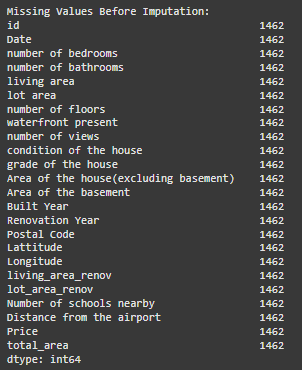 Missing Values Before Imputation:
id 1462
Date 1462
number of bedrooms 1462
number of bathrooms 1462
living area 1462
lot area 1462
number of floors 1462
waterfront present 1462
number of views 1462
condition of the house 1462
grade of the house 1462
Area of the house(excluding basement) 1462
Area of the basement 1462
Built Year 1462
Renovation Year 1462
Postal Code 1462
Lattitude 1462
Longitude 1462
living_area_renov 1462
lot_area_renov 1462
Number of schools nearby 1462
Distance from the airport 1462
Price 1462
total_area 1462
dtype: int64